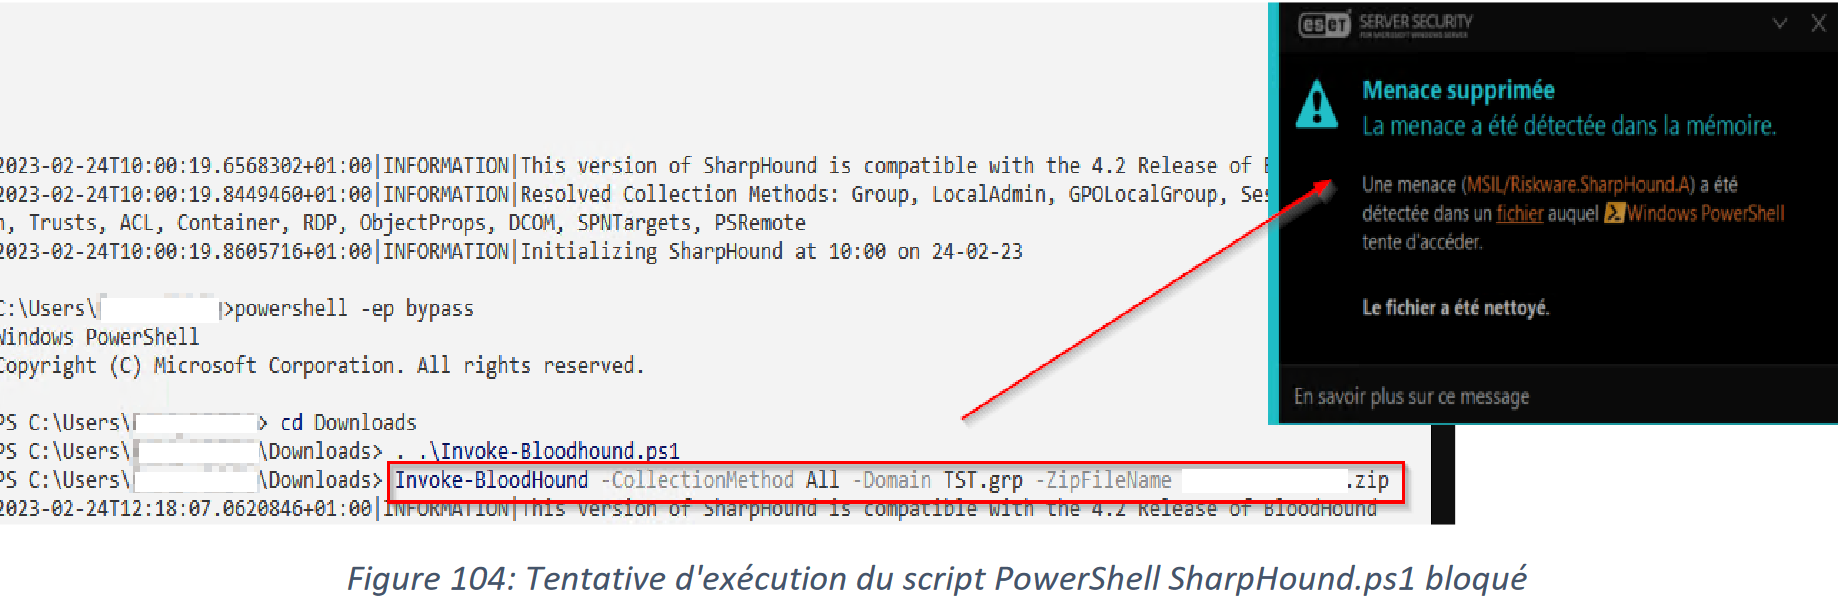 eseT SERVER SECURITY
FOR MICROSOFT WINDOWS SERVER
Menace supprimée
La menace a été détectée dans la mémoire.
Une menace (MSIL/Riskware.SharpHound.A) a été
détectée dans un fichier auquel Windows PowerShell
tente d'accéder.
Le fichier a été nettoyé.
En savoir plus sur ce message
2023-02-24T10:00:19.6568302+01:00|INFORMATION|This version of SharpHound is compatible with the 4.2 Release of
2023-02-24T10:00:19.8449460+01:00|INFORMATION|Resolved Collection Methods: Group, LocalAdmin, GPOLocalGroup,
n, Trusts, ACL, Container, RDP, ObjectProps, DCOM, SPNTargets, PSRemote
2023-02-24T10:00:19.8605716+01:00|INFORMATION|Initializing SharpHound at 10:00 on 24-02-23
C:\Users\ >powershell -ep bypass
Windows PowerShell
Copyright (C) Microsoft Corporation. All rights reserved.
PS C:\Users\ > cd Downloads
PS C:\Users\ \Downloads> . .\Invoke-Bloodhound.ps1
PS C:\Users\ \Downloads> Invoke-BloodHound -CollectionMethod All -Domain TST.grp -ZipFileName .zip
2023-02-24T12:18:07.0620846+01:00|INFORMATION|This version of SharpHound is compatible with the 4.2 Release of BloodHound
Figure 104: Tentative d'exécution du script PowerShell SharpHound.ps1 bloqué